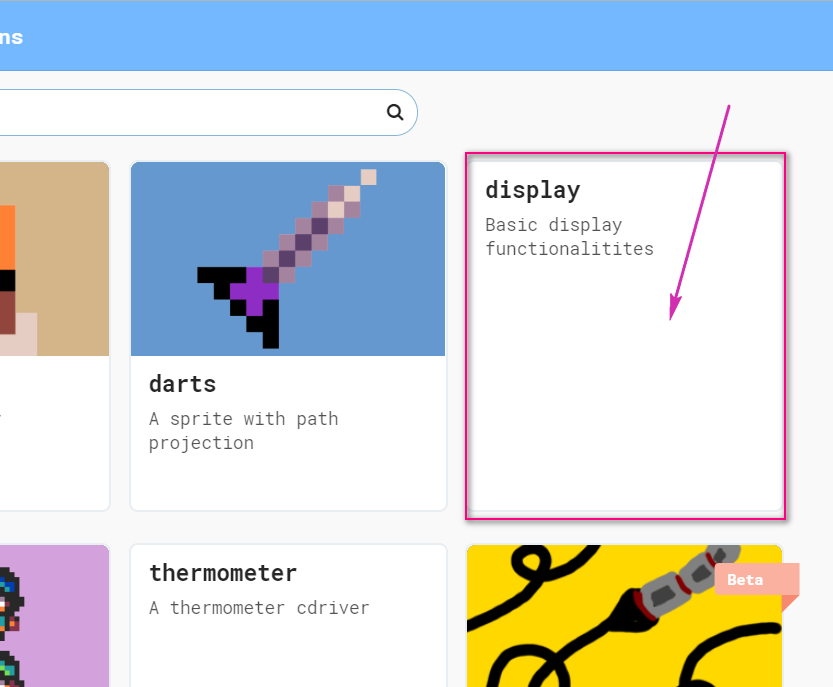 ns
display
Basic display
functionalitites
darts
A sprite with path
projection
thermometer
A thermometer cdriver
Beta